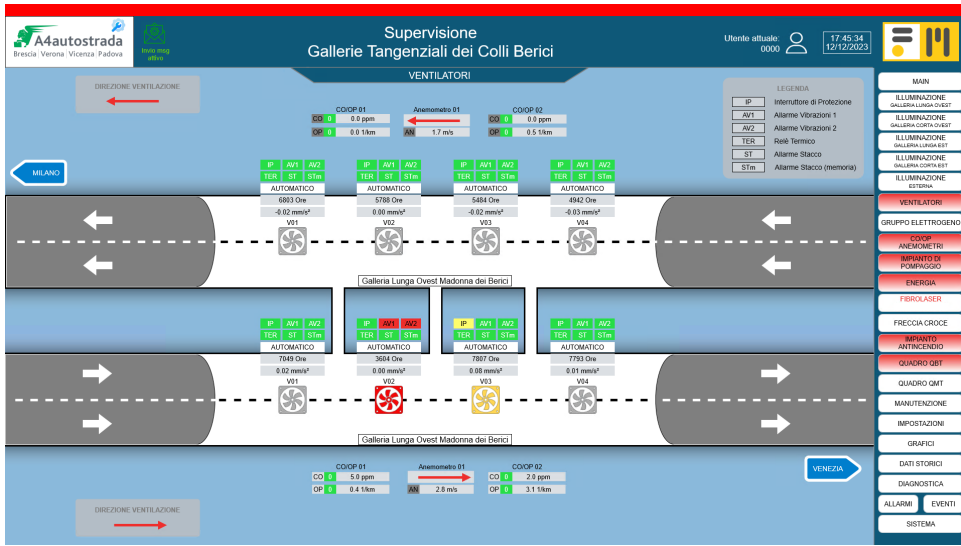 A4autostrada
Brescia Verona Vicenza Padova
Invio msg
attivo
Supervisione
Gallerie Tangenziali dei Colli Berici
Utente attuale:
0000
17:45:34
12/12/2023
VENTILATORI
DIREZIONE VENTILAZIONE
CO/OP 01 Anemometro 01 CO/OP 02
CO 0 0.0 ppm CO 0 0.0 ppm
OP 0 0.0 1/km AN 1.7 m/s OP 0 0.5 1/km
LEGENDA
IP Interruttore di Protezione
AV1 Allarme Vibrazioni 1
AV2 Allarme Vibrazioni 2
TER Relè Termico
ST Allarme Stacco
STm Allarme Stacco (memoria)
MILANO
IP AV1 AV2 IP AV1 AV2 IP AV1 AV2 IP AV1 AV2
TER ST STm TER ST STm TER ST STm TER ST STm
AUTOMATICO AUTOMATICO AUTOMATICO AUTOMATICO
6803 Ore 5788 Ore 5484 Ore 4942 Ore
-0.02 mm/s² 0.00 mm/s² -0.02 mm/s² -0.03 mm/s²
V01 V02 V03 V04
Galleria Lunga Ovest Madonna dei Berici
IP AV1 AV2 IP AV1 AV2 IP AV1 AV2 IP AV1 AV2
TER ST STm TER ST STm TER ST STm TER ST STm
AUTOMATICO AUTOMATICO AUTOMATICO AUTOMATICO
7049 Ore 3604 Ore 7807 Ore 7793 Ore
0.02 mm/s² 0.00 mm/s² 0.08 mm/s² 0.01 mm/s²
V01 V02 V03 V04
Galleria Lunga Ovest Madonna dei Berici
CO/OP 01 Anemometro 01 CO/OP 02
CO 0 5.0 ppm CO 0 2.0 ppm
OP 0 0.4 1/km AN 2.8 m/s OP 0 3.1 1/km
VENEZIA
DIREZIONE VENTILAZIONE
MAIN
ILLUMINAZIONE
GALLERIA LUNGA OVEST
ILLUMINAZIONE
GALLERIA CORTA OVEST
ILLUMINAZIONE
GALLERIA LUNGA EST
ILLUMINAZIONE
GALLERIA CORTA EST
ILLUMINAZIONE
ESTERNA
VENTILATORI
GRUPPO ELETTROGENO
CO/OP
ANEMOMETRI
IMPIANTO DI
POMPAGGIO
ENERGIA
FIBROLASER
FRECCIA CROCE
IMPIANTO
ANTINCENDIO
QUADRO QBT
QUADRO QMT
MANUTENZIONE
IMPOSTAZIONI
GRAFICI
DATI STORICI
DIAGNOSTICA
ALLARMI EVENTI
SISTEMA